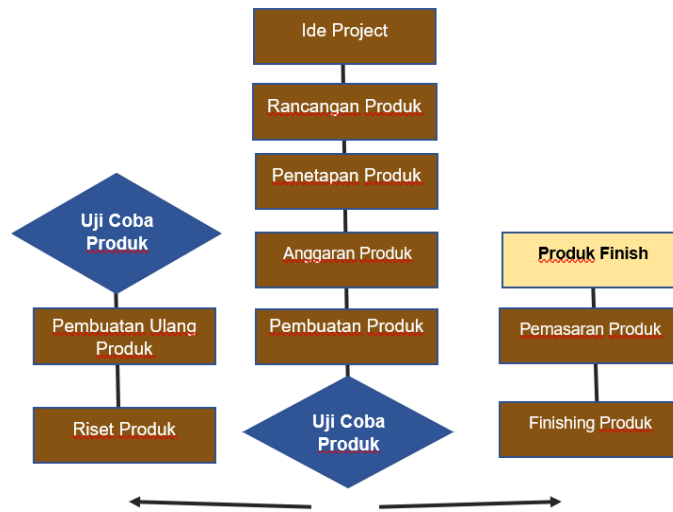 Ide Project
Rancangan Produk
Penetapan Produk
Uji Coba
Produk
Anggaran Produk
Produk Finish
Pembuatan Ulang
Produk
Pembuatan Produk
Pemasaran Produk
Riset Produk
Uji Coba
Produk
Finishing Produk